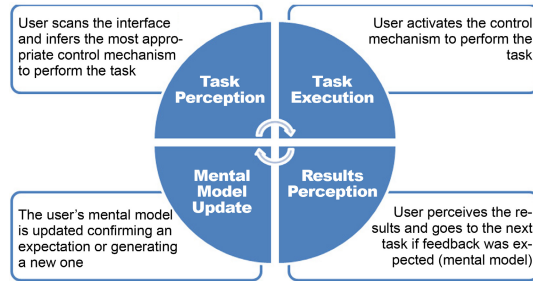 User scans the interface
and infers the most appro-
priate control mechanism
to perform the task
User activates the control
mechanism to perform the
task
Task
Perception
Task
Execution
Mental
Model
Update
Results
Perception
The user's mental model
is updated confirming an
expectation or generating
a new one
User perceives the re-
sults and goes to the next
task if feedback was ex-
pected (mental model)